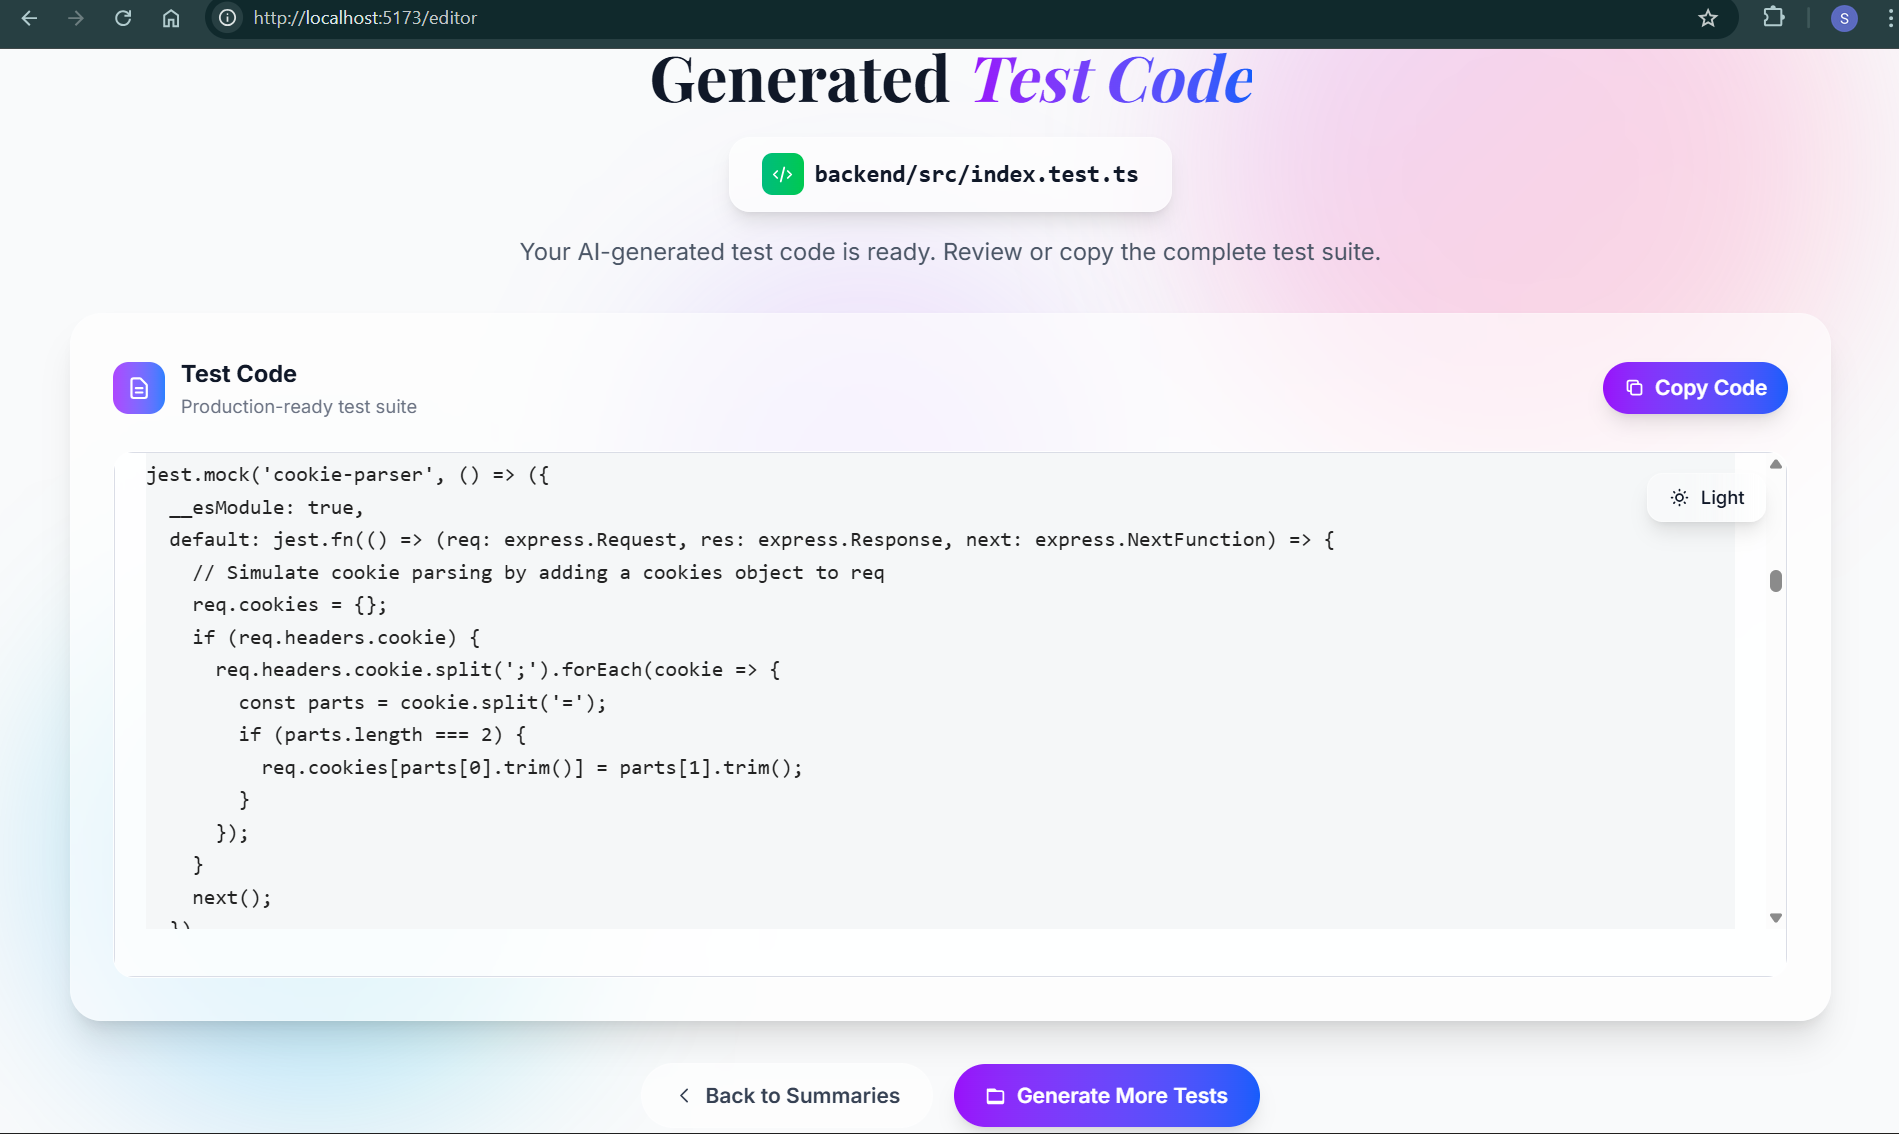 http://localhost:5173/editor
S
Generated Test Code
</> backend/src/index.test.ts
Your AI-generated test code is ready. Review or copy the complete test suite.
Test Code
Production-ready test suite
Copy Code
Light
jest.mock('cookie-parser', () => ({
  __esModule: true,
  default: jest.fn(() => (req: express.Request, res: express.Response, next: express.NextFunction) => {
    // Simulate cookie parsing by adding a cookies object to req
    req.cookies = {};
    if (req.headers.cookie) {
      req.headers.cookie.split(';').forEach(cookie => {
        const parts = cookie.split('=');
        if (parts.length === 2) {
          req.cookies[parts[0].trim()] = parts[1].trim();
        }
      });
    }
    next();
  })
Back to Summaries
Generate More Tests